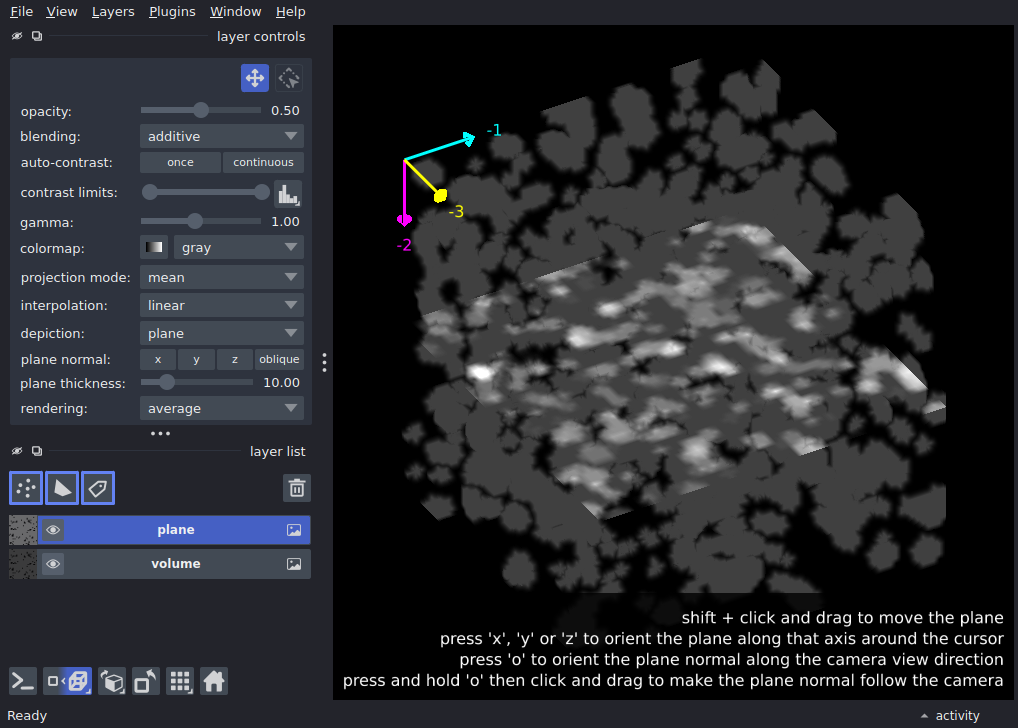 File View Layers Plugins Window Help
layer controls
opacity: 0.50
blending: additive
auto-contrast: once continuous
contrast limits:
gamma: 1.00
colormap: gray
projection mode: mean
interpolation: linear
depiction: plane
plane normal: x y z oblique
plane thickness: 10.00
rendering: average
layer list
plane
volume
Ready
-1
-3
-2
shift + click and drag to move the plane
press 'x', 'y' or 'z' to orient the plane along that axis around the cursor
press 'o' to orient the plane normal along the camera view direction
press and hold 'o' then click and drag to make the plane normal follow the camera
activity